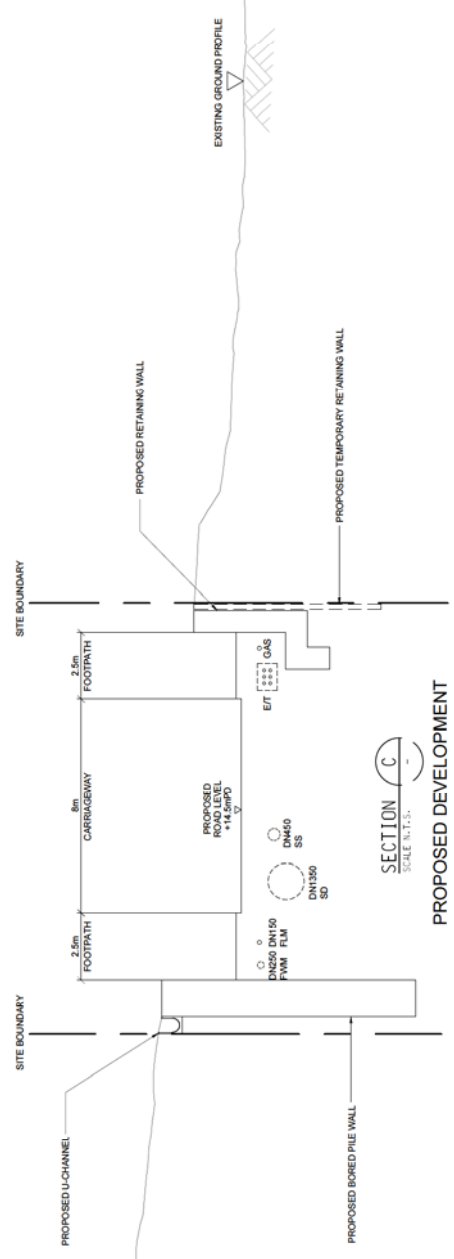 SITE BOUNDARY
SITE BOUNDARY
2.5m
FOOTPATH
8m
CARRIAGEWAY
2.5m
FOOTPATH
PROPOSED U-CHANNEL
PROPOSED RETAINING WALL
EXISTING GROUND PROFILE
PROPOSED
ROAD LEVEL
+14.5mPD
DN250
FWM
DN150
FLM
DN1350
SD
DN450
SS
E/T
GAS
PROPOSED BORED PILE WALL
PROPOSED TEMPORARY RETAINING WALL
SECTION C
SCALE N.T.S. -
PROPOSED DEVELOPMENT